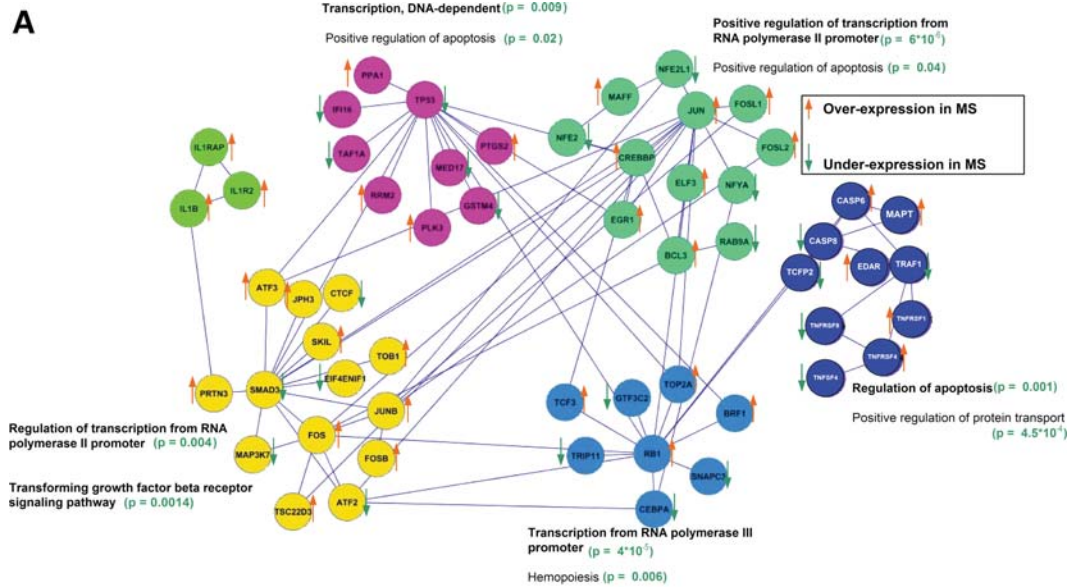 A
Transcription, DNA-dependent (p = 0.009)
Positive regulation of apoptosis (p = 0.02)
Positive regulation of transcription from
RNA polymerase II promoter (p = 6*10⁻⁶)
Positive regulation of apoptosis (p = 0.04)
Over-expression in MS
Under-expression in MS
PPA1
IFI16
TP53
TAF1A
PTGS2
MED17
RRM2
GSTM4
PLK3
NFE2L1
MAFF
JUN
FOSL1
NFE2
CREBBP
FOSL2
ELF3
NFYA
EGR1
RAB9A
BCL3
IL1RAP
IL1R2
IL1B
CASP6
MAPT
CASP8
TCFP2
EDAR
TRAF1
TNFRSF8
TNFRSF1
TNFRSF4
TNFSF4
Regulation of apoptosis (p = 0.001)
Positive regulation of protein transport
(p = 4.5*10⁻⁴)
ATF3
JPH3
CTCF
SKIL
TOB1
EIF4ENIF1
PRTN3
SMAD3
JUNB
FOS
MAP3K7
FOSB
TSC22D3
ATF2
Regulation of transcription from RNA
polymerase II promoter (p = 0.004)
Transforming growth factor beta receptor
signaling pathway (p = 0.0014)
TCF3
GTF3C2
TOP2A
BRF1
TRIP11
RB1
SNAPC3
CEBPA
Transcription from RNA polymerase III
promoter (p = 4*10⁻⁵)
Hemopoiesis (p = 0.006)